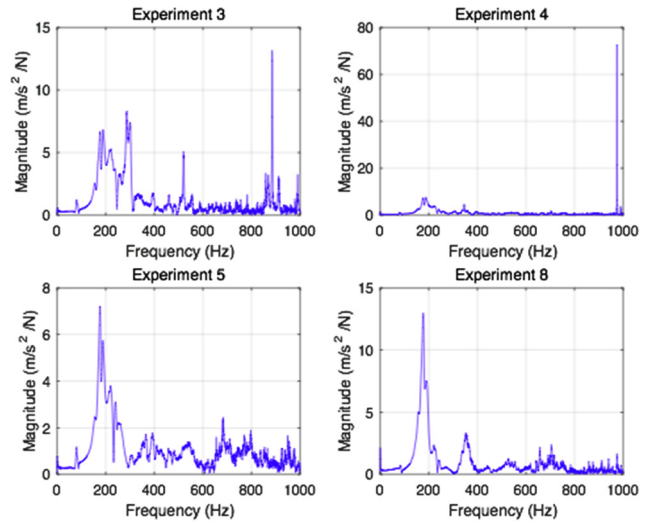 Experiment 3
Experiment 4
15
10
5
0
Magnitude (m/s² /N)
0 200 400 600 800 1000
Frequency (Hz)
80
60
40
20
0
Magnitude (m/s² /N)
0 200 400 600 800 1000
Frequency (Hz)
Experiment 5
Experiment 8
8
6
4
2
0
Magnitude (m/s² /N)
0 200 400 600 800 1000
Frequency (Hz)
15
10
5
0
Magnitude (m/s² /N)
0 200 400 600 800 1000
Frequency (Hz)